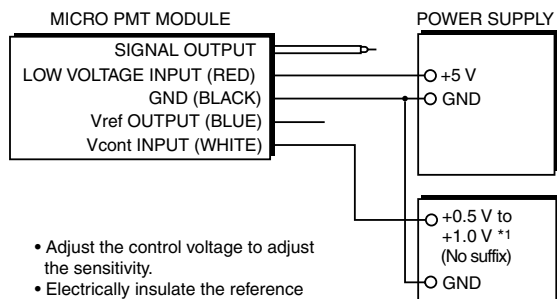 MICRO PMT MODULE
POWER SUPPLY
SIGNAL OUTPUT
LOW VOLTAGE INPUT (RED)
GND (BLACK)
Vref OUTPUT (BLUE)
Vcont INPUT (WHITE)
+5 V
GND
+0.5 V to
+1.0 V *1
(No suffix)
GND
• Adjust the control voltage to adjust
the sensitivity.
• Electrically insulate the reference